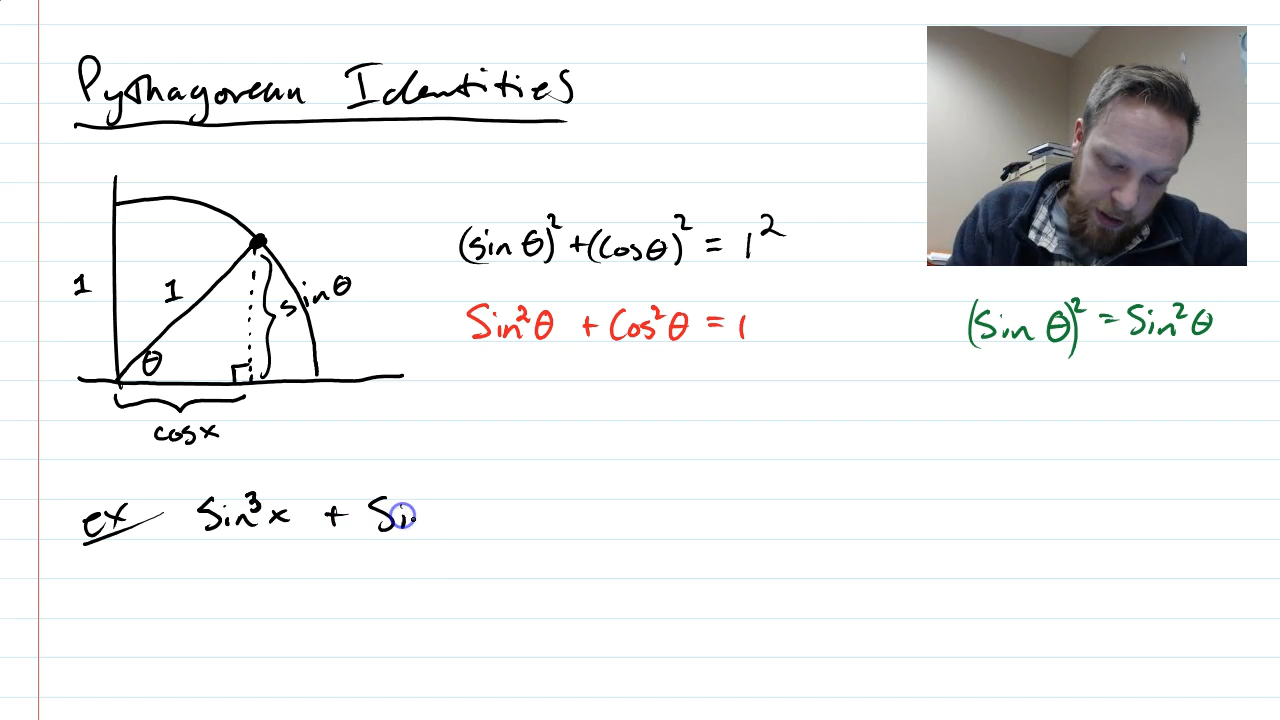 Pythagorean Identities
(sin θ)² + (cos θ)² = 1²
1
1
sin θ
Sin²θ + Cos²θ = 1
(Sin θ)² = Sin²θ
θ
cos x
ex Sin³x + Si